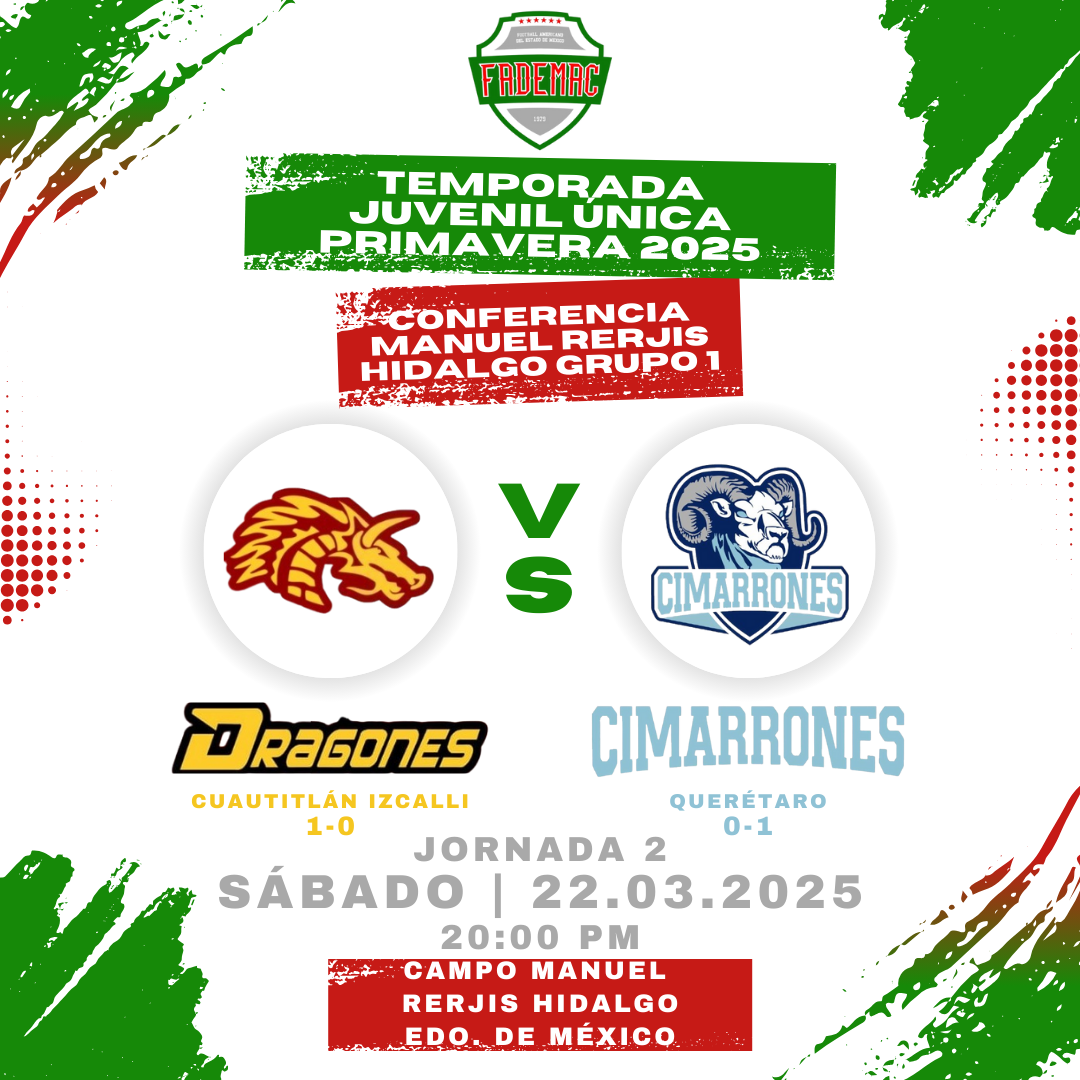 FOOTBALL AMERICANO
DEL ESTADO DE MÉXICO
FADEMAC
1979
TEMPORADA
JUVENIL ÚNICA
PRIMAVERA 2025
CONFERENCIA
MANUEL RERJIS
HIDALGO GRUPO 1
V
S
CIMARRONES
DRAGONES
CIMARRONES
CUAUTITLÁN IZCALLI
QUERÉTARO
1-0
0-1
JORNADA 2
SÁBADO | 22.03.2025
20:00 PM
CAMPO MANUEL
RERJIS HIDALGO
EDO. DE MÉXICO